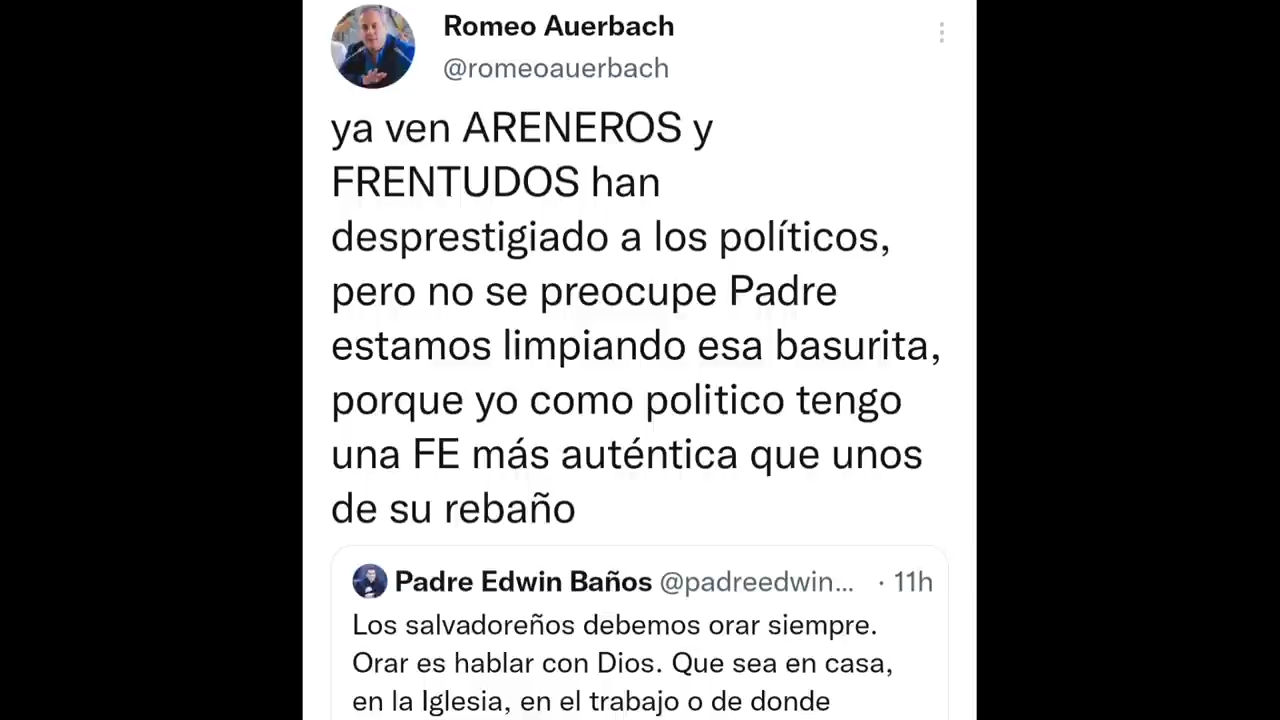 Romeo Auerbach
@romeoauerbach
ya ven ARENEROS y
FRENTUDOS han
desprestigiado a los políticos,
pero no se preocupe Padre
estamos limpiando esa basurita,
porque yo como politico tengo
una FE más auténtica que unos
de su rebaño
Padre Edwin Baños @padreedwin... · 11h
Los salvadoreños debemos orar siempre.
Orar es hablar con Dios. Que sea en casa,
en la Iglesia, en el trabajo o de donde